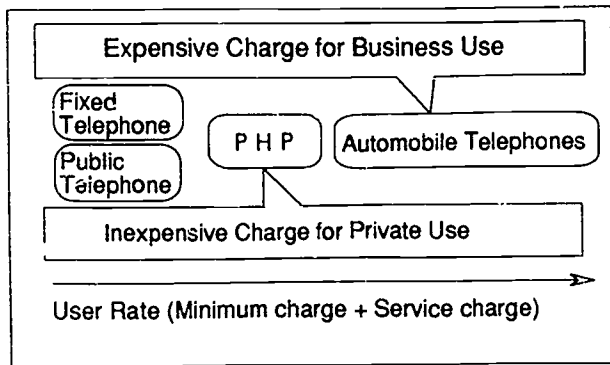 Expensive Charge for Business Use
Fixed
Telephone
Public
Telephone
P H P
Automobile Telephones
Inexpensive Charge for Private Use
User Rate (Minimum charge + Service charge)